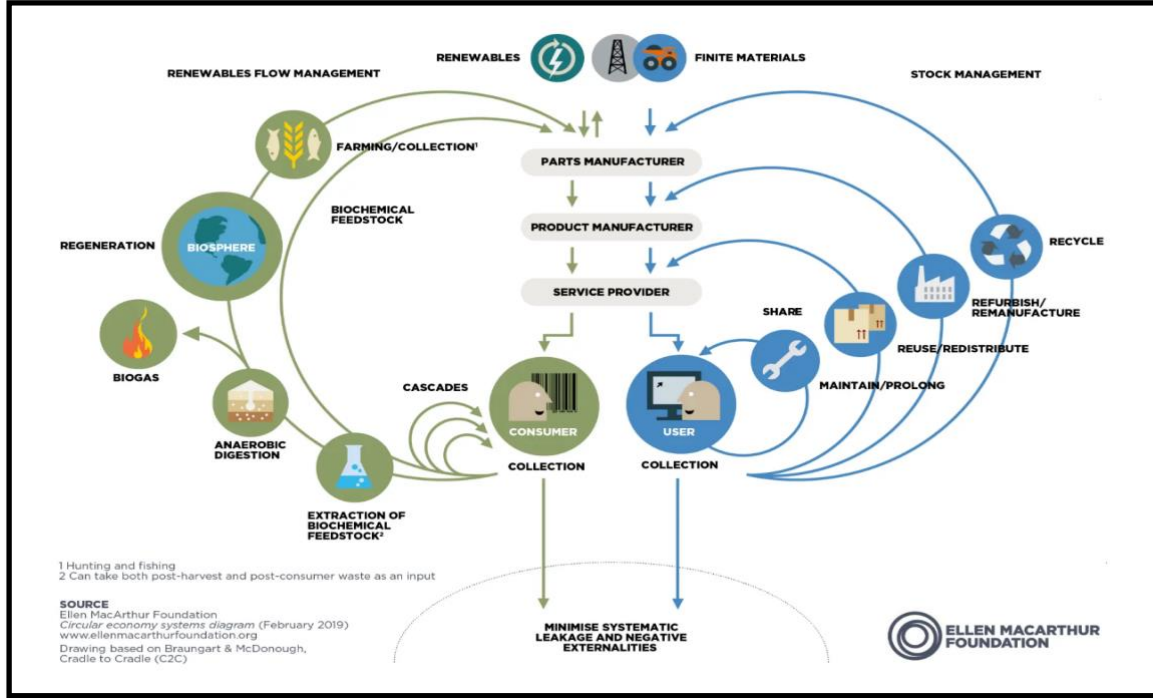 RENEWABLES
FINITE MATERIALS
RENEWABLES FLOW MANAGEMENT
STOCK MANAGEMENT
FARMING/COLLECTION¹
PARTS MANUFACTURER
BIOCHEMICAL
FEEDSTOCK
PRODUCT MANUFACTURER
REGENERATION
BIOSPHERE
RECYCLE
SERVICE PROVIDER
SHARE
REFURBISH/
REMANUFACTURE
REUSE/REDISTRIBUTE
BIOGAS
CASCADES
MAINTAIN/PROLONG
CONSUMER
USER
ANAEROBIC
DIGESTION
COLLECTION
COLLECTION
EXTRACTION OF
BIOCHEMICAL
FEEDSTOCK²
1 Hunting and fishing
2 Can take both post-harvest and post-consumer waste as an input
SOURCE
Ellen MacArthur Foundation
Circular economy systems diagram (February 2019)
www.ellenmacarthurfoundation.org
Drawing based on Braungart & McDonough,
Cradle to Cradle (C2C)
MINIMISE SYSTEMATIC
LEAKAGE AND NEGATIVE
EXTERNALITIES
ELLEN MACARTHUR
FOUNDATION